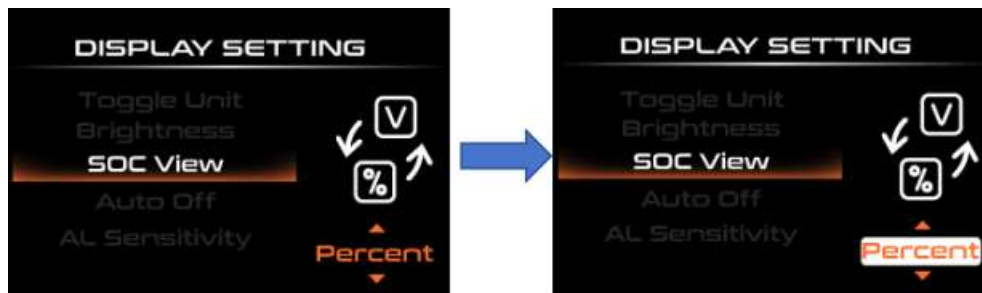 DISPLAY SETTING
Toggle Unit
Brightness
SOC View
Auto Off
AL Sensitivity
V
%
Percent
DISPLAY SETTING
Toggle Unit
Brightness
SOC View
Auto Off
AL Sensitivity
V
%
Percent